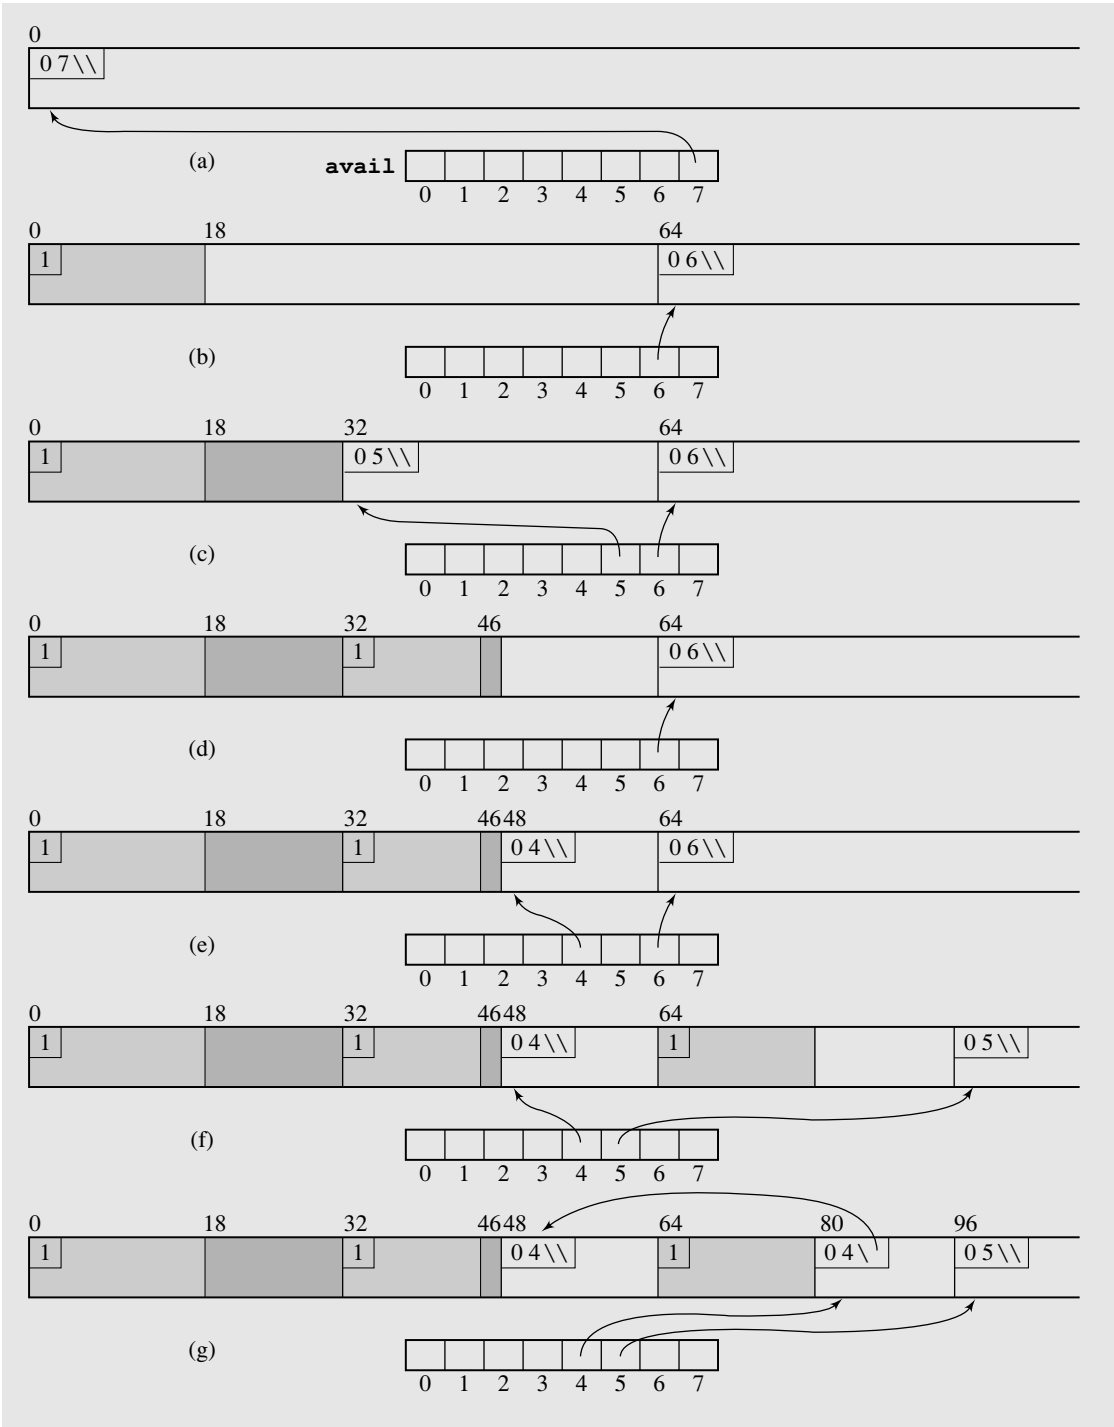 0
0 7 \\
(a) avail
0 1 2 3 4 5 6 7
0 18 64
1 0 6 \\
(b)
0 1 2 3 4 5 6 7
0 18 32 64
1 0 5 \\ 0 6 \\
(c)
0 1 2 3 4 5 6 7
0 18 32 46 64
1 1 0 6 \\
(d)
0 1 2 3 4 5 6 7
0 18 32 46 48 64
1 1 0 4 \\ 0 6 \\
(e)
0 1 2 3 4 5 6 7
0 18 32 46 48 64
1 1 0 4 \\ 1 0 5 \\
(f)
0 1 2 3 4 5 6 7
0 18 32 46 48 64 80 96
1 1 0 4 \\ 1 0 4 \ 0 5 \\
(g)
0 1 2 3 4 5 6 7